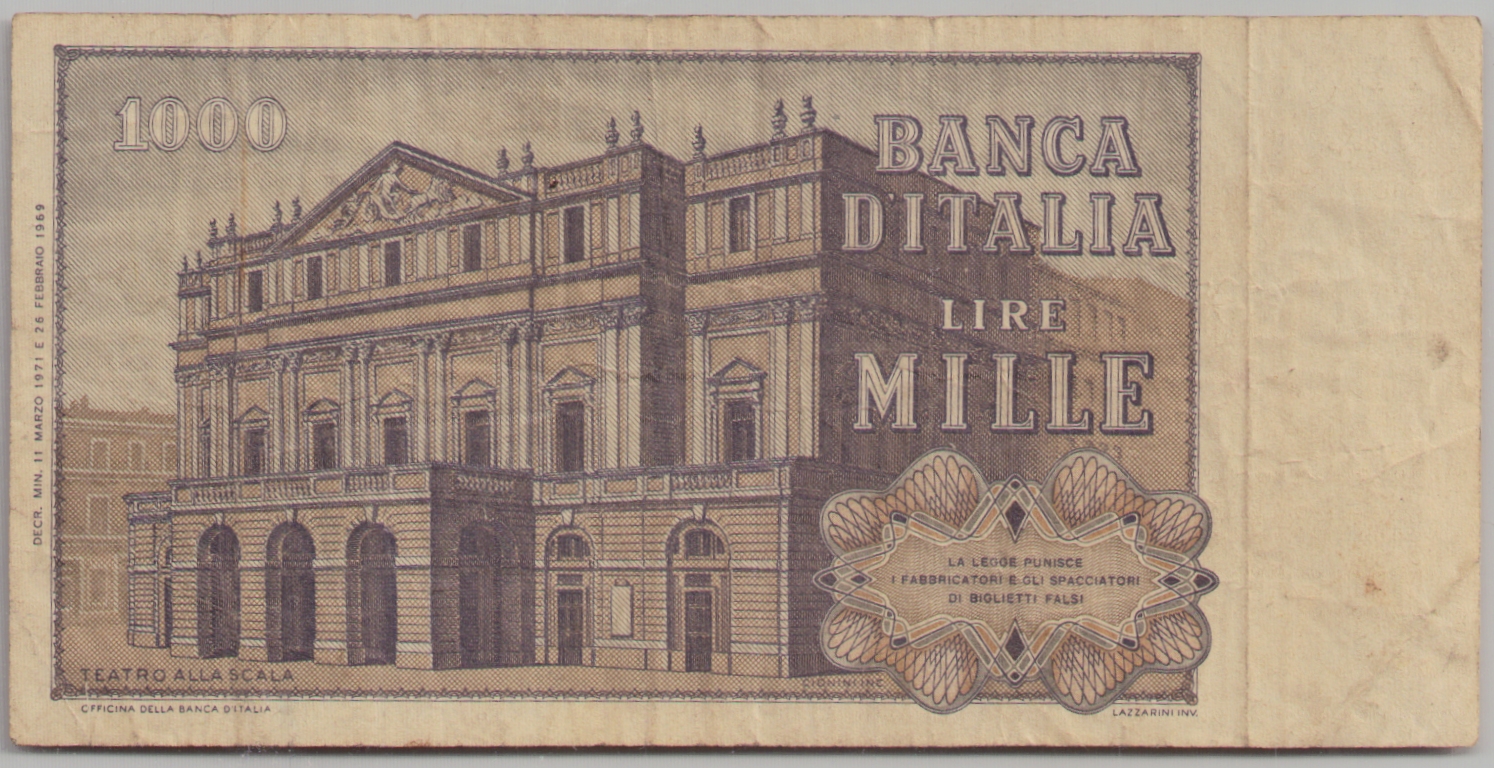 1000
BANCA
D'ITALIA
LIRE
MILLE
DECR. MIN. 11 MARZO 1971 E 26 FEBBRAIO 1969
LA LEGGE PUNISCE
I FABBRICATORI E GLI SPACCIATORI
DI BIGLIETTI FALSI
TEATRO ALLA SCALA
OFFICINA DELLA BANCA D'ITALIA
LAZZARINI INV.